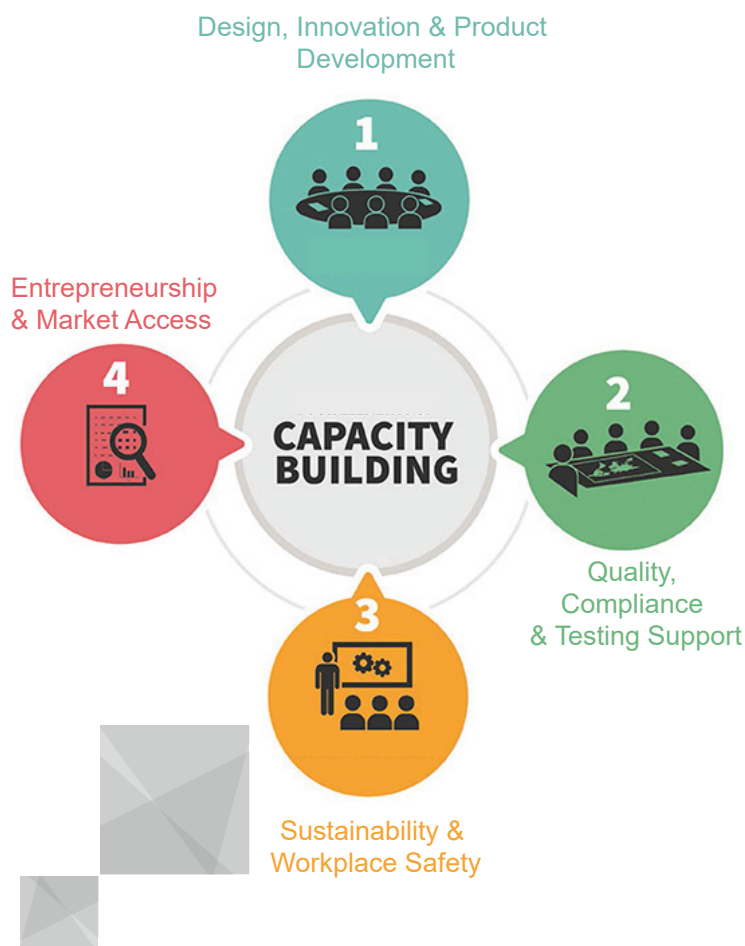 Design, Innovation & Product
Development
1
Entrepreneurship
& Market Access
4
2
CAPACITY
BUILDING
Quality,
Compliance
& Testing Support
3
Sustainability &
Workplace Safety